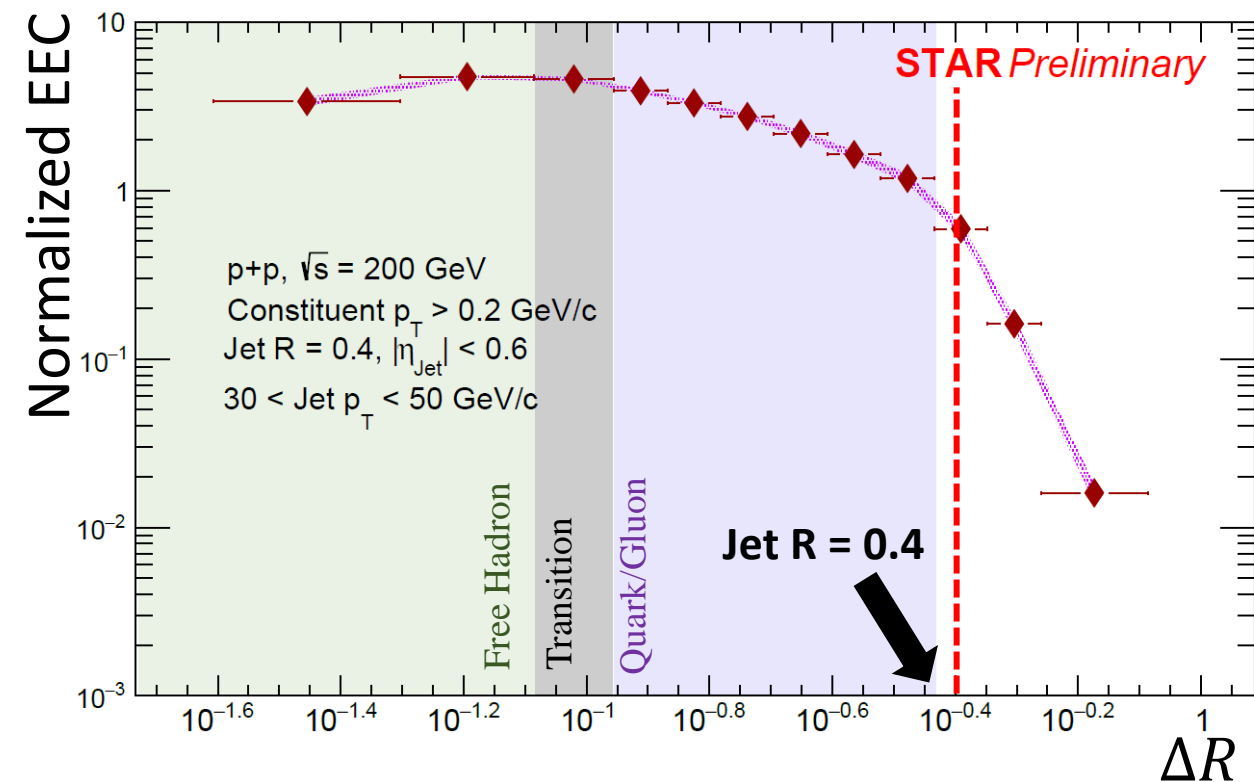 Normalized EEC
10
1
10⁻¹
10⁻²
10⁻³
STAR Preliminary
p+p, √s = 200 GeV
Constituent p_T > 0.2 GeV/c
Jet R = 0.4, |η_Jet| < 0.6
30 < Jet p_T < 50 GeV/c
Free Hadron
Transition
Quark/Gluon
Jet R = 0.4
10⁻¹·⁶ 10⁻¹·⁴ 10⁻¹·² 10⁻¹ 10⁻⁰·⁸ 10⁻⁰·⁶ 10⁻⁰·⁴ 10⁻⁰·² 1
ΔR